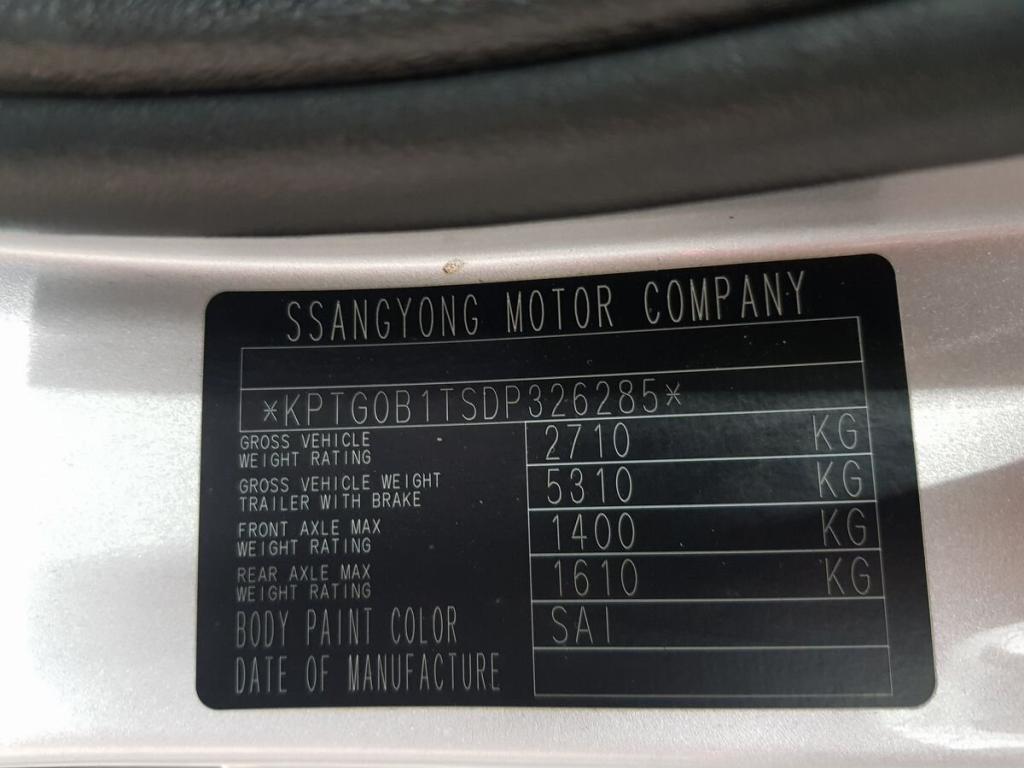 SSANGYONG MOTOR COMPANY
*KPTG0B1TSDP326285*
GROSS VEHICLE
WEIGHT RATING
2710 KG
GROSS VEHICLE WEIGHT
TRAILER WITH BRAKE
5310 KG
FRONT AXLE MAX
WEIGHT RATING
1400 KG
REAR AXLE MAX
WEIGHT RATING
1610 KG
BODY PAINT COLOR SAI
DATE OF MANUFACTURE